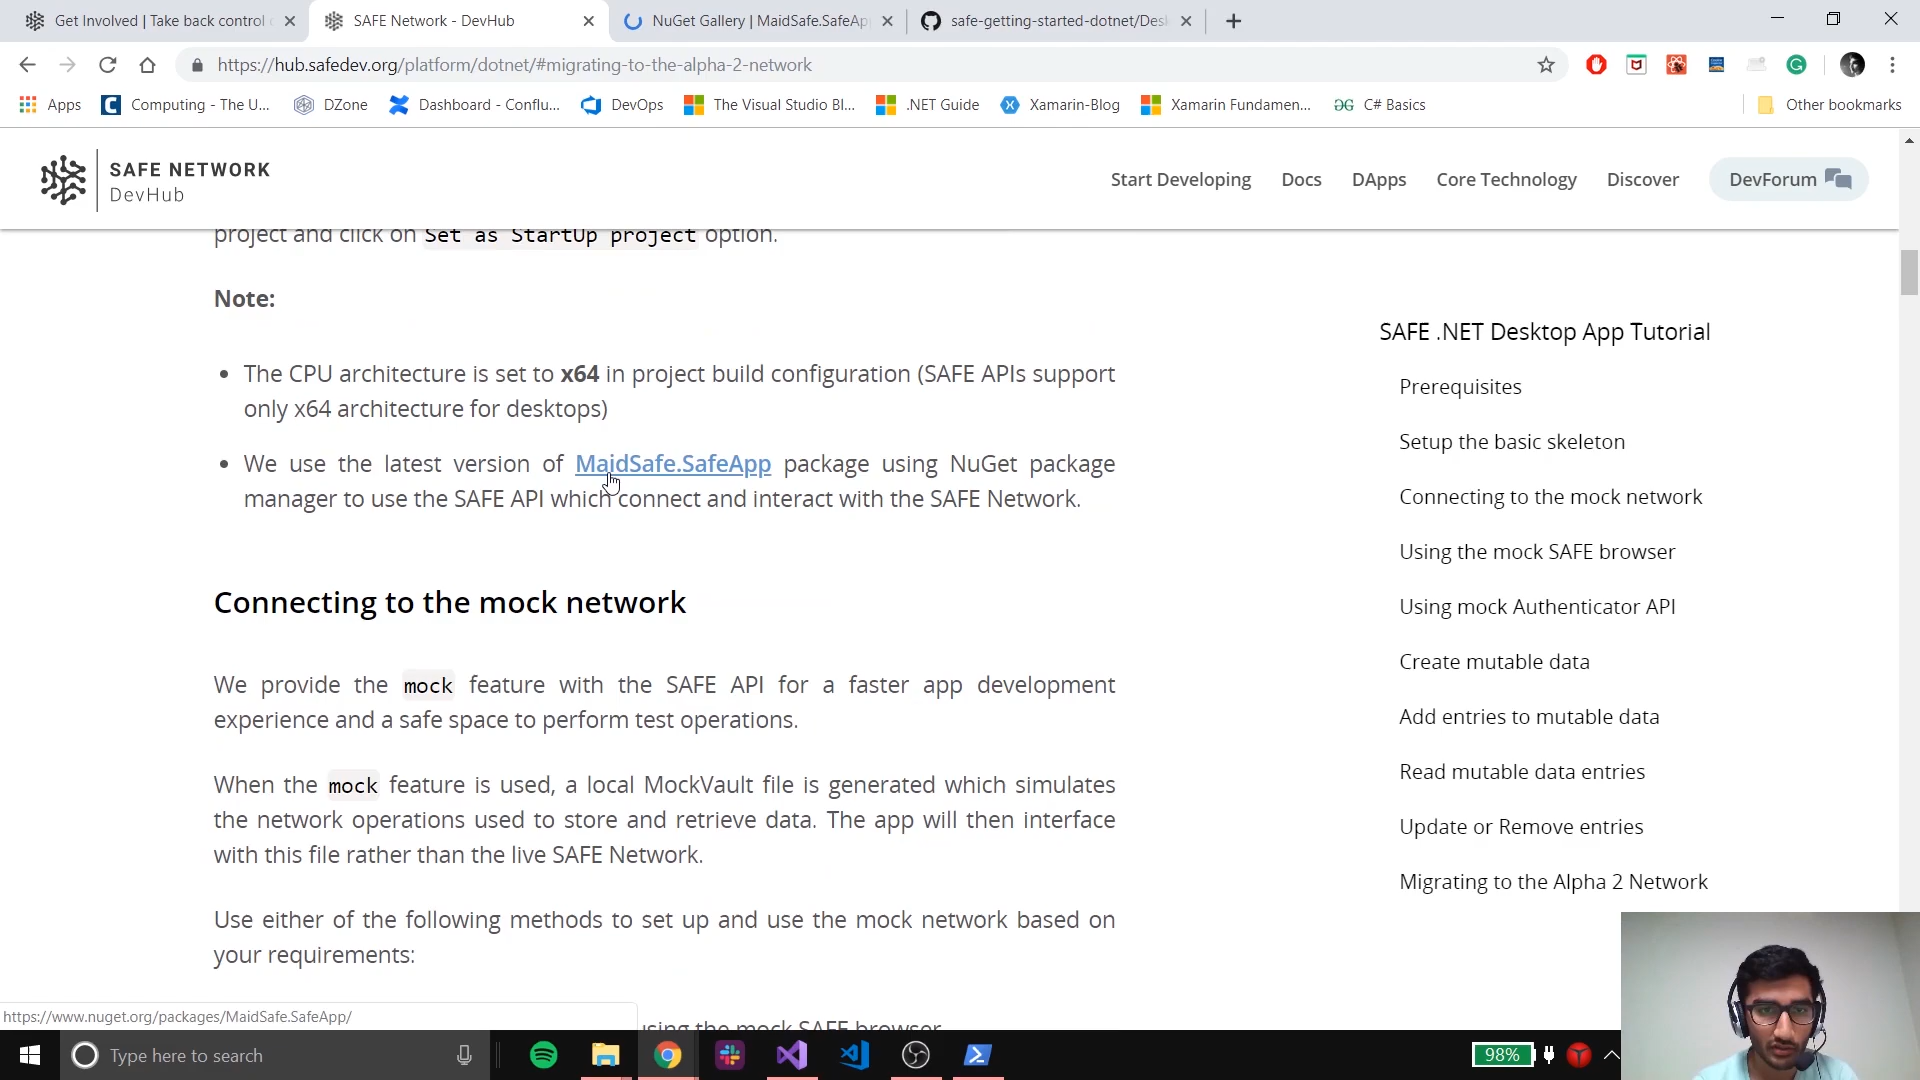 Get Involved | Take back control
SAFE Network - DevHub
NuGet Gallery | MaidSafe.SafeAp
safe-getting-started-dotnet/Des
https://hub.safedev.org/platform/dotnet/#migrating-to-the-alpha-2-network
Apps
Computing - The U...
DZone
Dashboard - Conflu...
DevOps
The Visual Studio Bl...
.NET Guide
Xamarin-Blog
Xamarin Fundamen...
C# Basics
Other bookmarks
SAFE NETWORK
DevHub
Start Developing
Docs
DApps
Core Technology
Discover
DevForum
project and click on Set as StartUp project option.
Note:
• The CPU architecture is set to x64 in project build configuration (SAFE APIs support
only x64 architecture for desktops)
• We use the latest version of MaidSafe.SafeApp package using NuGet package
manager to use the SAFE API which connect and interact with the SAFE Network.
Connecting to the mock network
We provide the mock feature with the SAFE API for a faster app development
experience and a safe space to perform test operations.
When the mock feature is used, a local MockVault file is generated which simulates
the network operations used to store and retrieve data. The app will then interface
with this file rather than the live SAFE Network.
Use either of the following methods to set up and use the mock network based on
your requirements:
using the mock SAFE browser
SAFE .NET Desktop App Tutorial
Prerequisites
Setup the basic skeleton
Connecting to the mock network
Using the mock SAFE browser
Using mock Authenticator API
Create mutable data
Add entries to mutable data
Read mutable data entries
Update or Remove entries
Migrating to the Alpha 2 Network
https://www.nuget.org/packages/MaidSafe.SafeApp/
Type here to search
98%